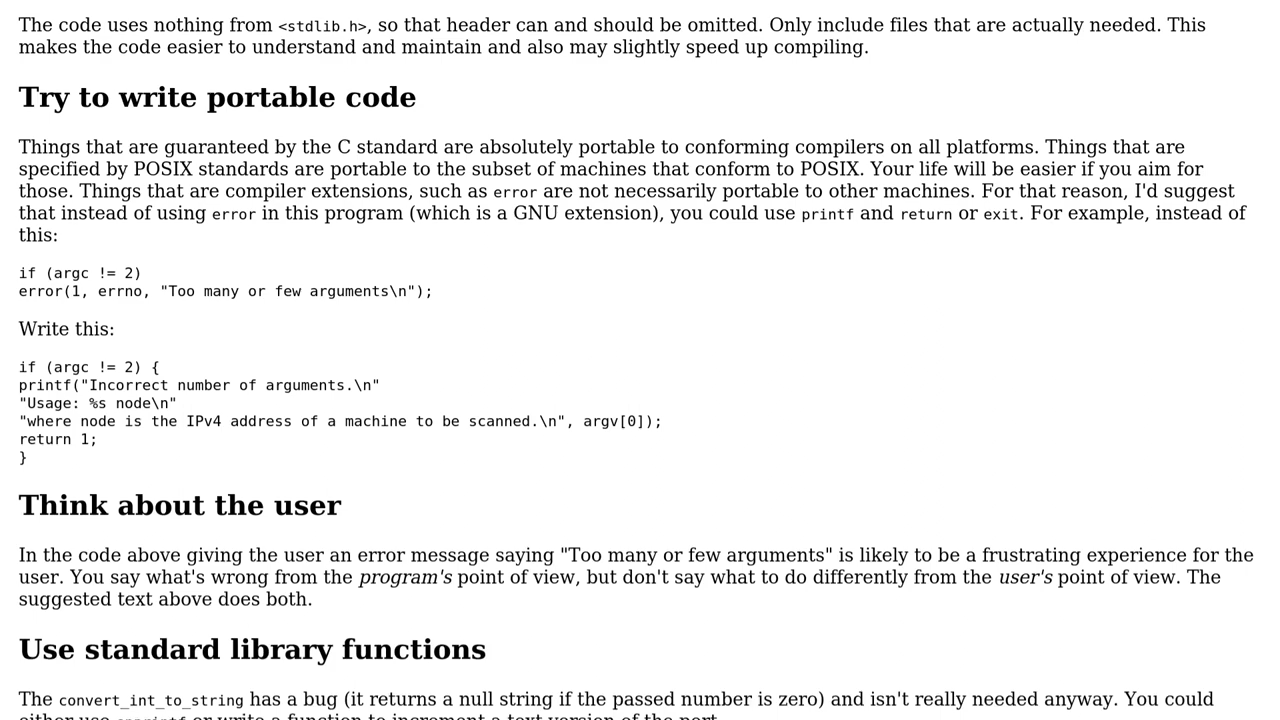 The code uses nothing from <stdlib.h>, so that header can and should be omitted. Only include files that are actually needed. This
makes the code easier to understand and maintain and also may slightly speed up compiling.
Try to write portable code
Things that are guaranteed by the C standard are absolutely portable to conforming compilers on all platforms. Things that are
specified by POSIX standards are portable to the subset of machines that conform to POSIX. Your life will be easier if you aim for
those. Things that are compiler extensions, such as error are not necessarily portable to other machines. For that reason, I'd suggest
that instead of using error in this program (which is a GNU extension), you could use printf and return or exit. For example, instead of
this:
if (argc != 2)
error(1, errno, "Too many or few arguments\n");
Write this:
if (argc != 2) {
printf("Incorrect number of arguments.\n"
"Usage: %s node\n"
"where node is the IPv4 address of a machine to be scanned.\n", argv[0]);
return 1;
}
Think about the user
In the code above giving the user an error message saying "Too many or few arguments" is likely to be a frustrating experience for the
user. You say what's wrong from the program's point of view, but don't say what to do differently from the user's point of view. The
suggested text above does both.
Use standard library functions
The convert_int_to_string has a bug (it returns a null string if the passed number is zero) and isn't really needed anyway. You could
either use or write a function to increment a text version of the port